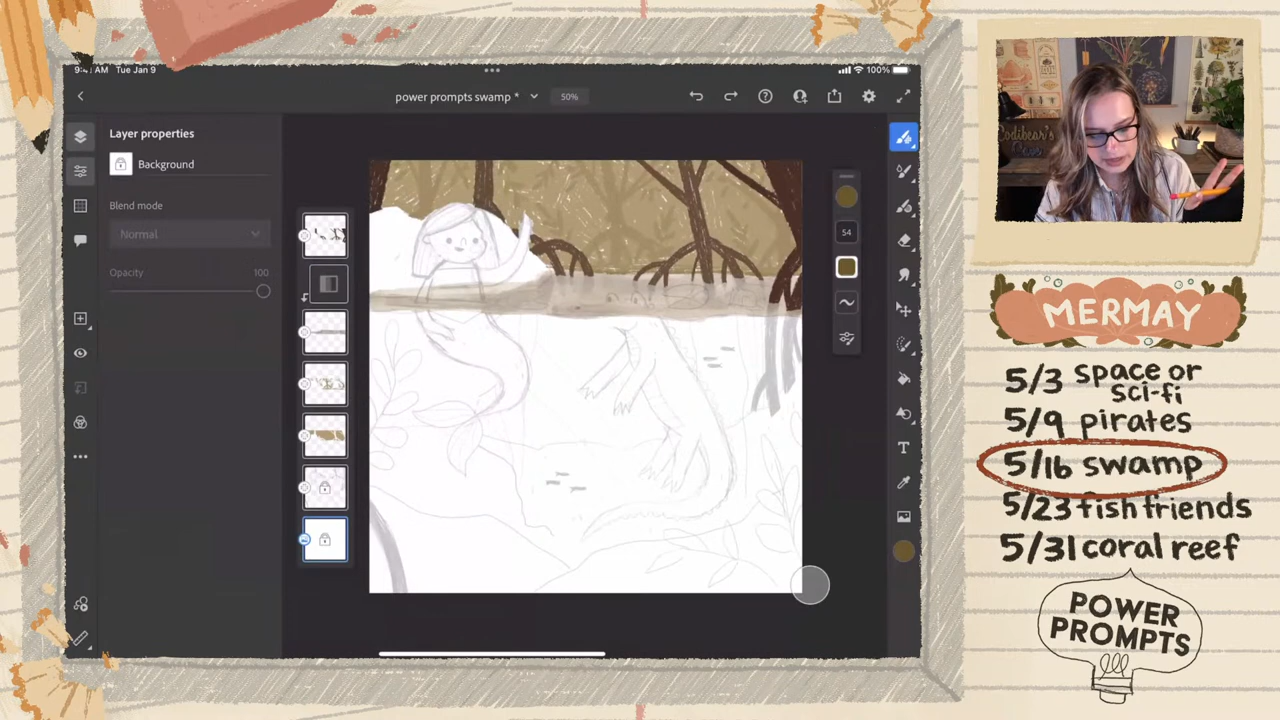 9:41 AM Tue Jan 9
100%
power prompts swamp *
50%
Layer properties
Background
Blend mode
Normal
Opacity
100
54
T
MERMAY
5/3 space or
sci-fi
5/9 pirates
5/16 swamp
5/23 fish friends
5/31 coral reef
POWER
PROMPTS